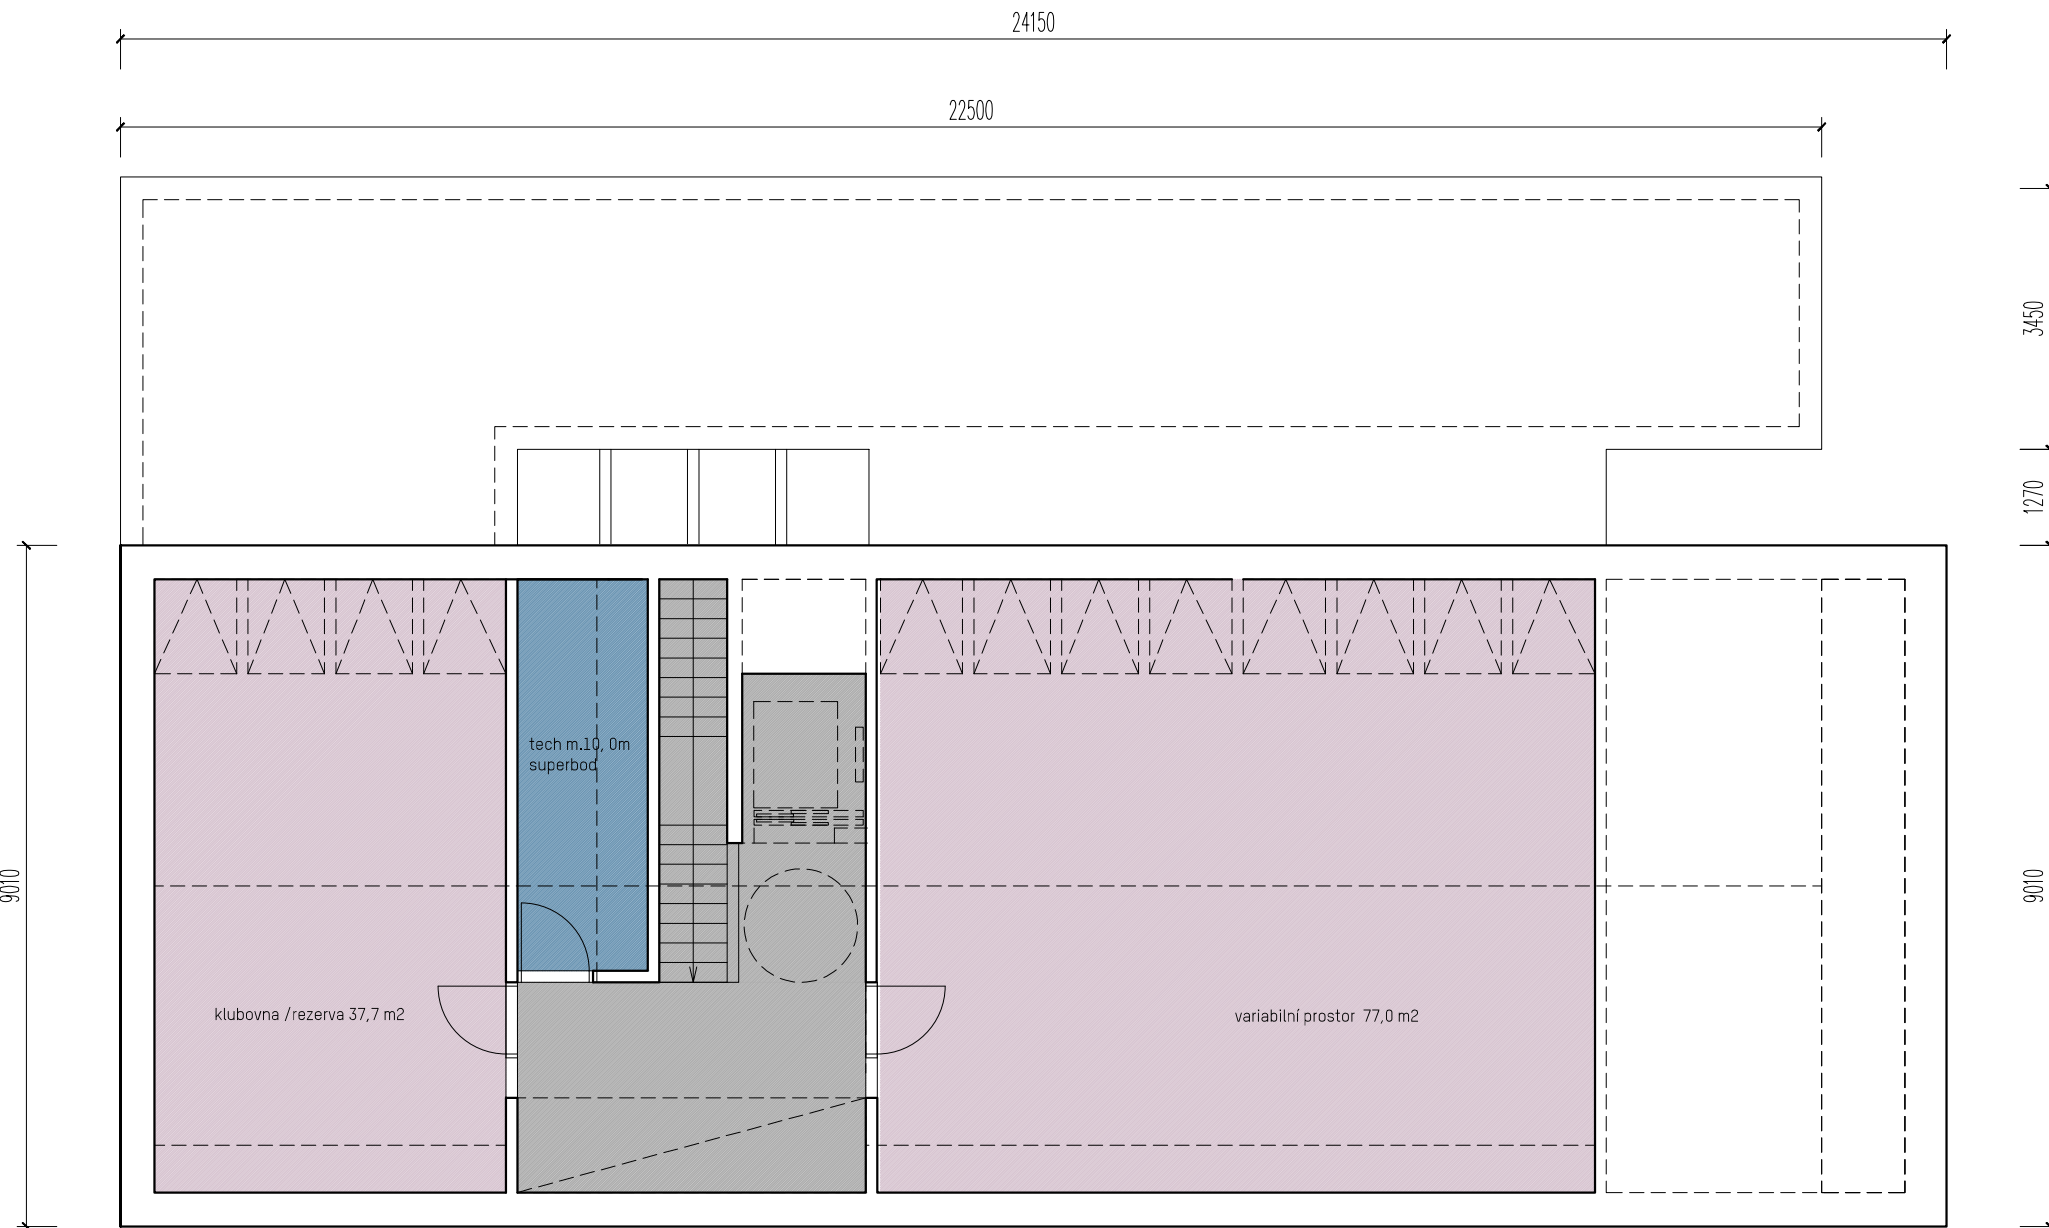 24150
22500
3450
1270
tech m.10, 0m
superbod
9010
9010
klubovna /rezerva 37,7 m2
variabilní prostor 77,0 m2